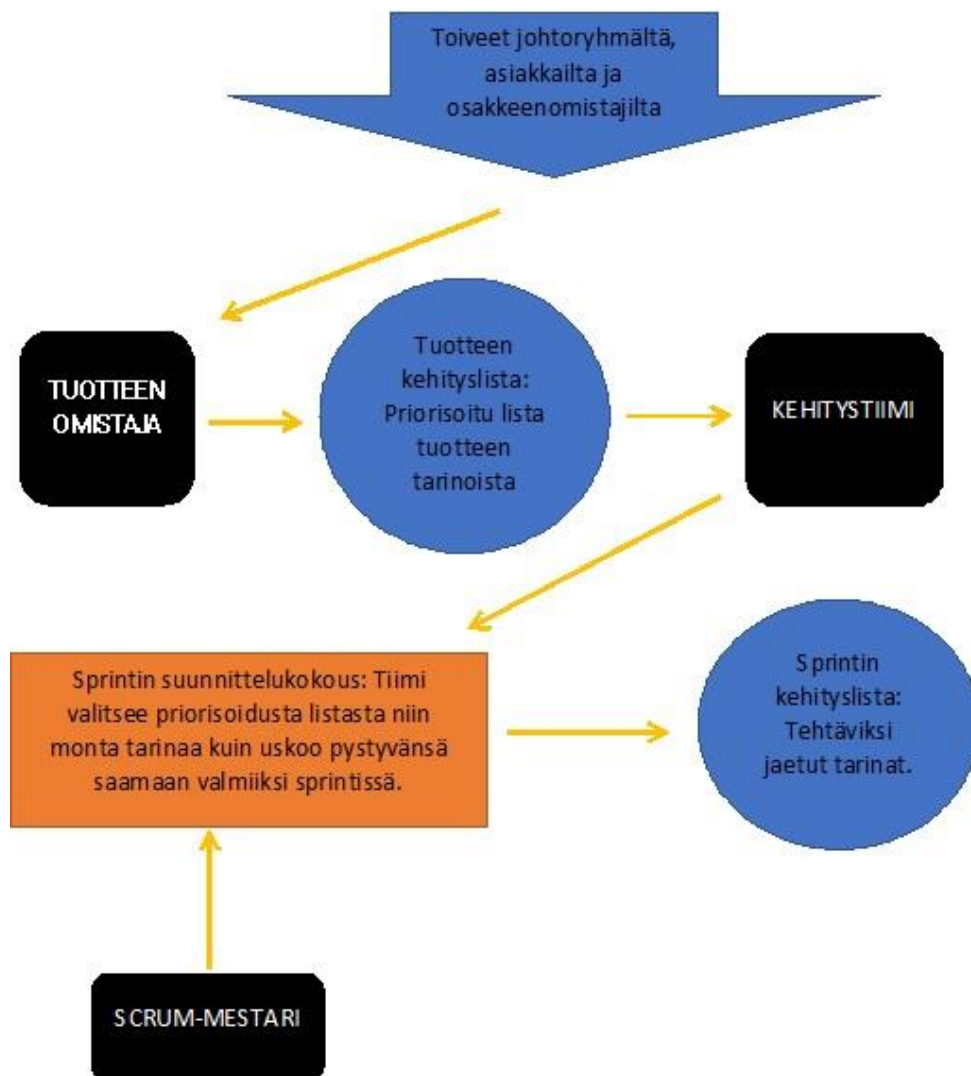 Toiveet johtoryhmältä,
asiakkailta ja
osakkeenomistajilta
TUOTTEEN
OMISTAJA
Tuotteen
kehityslista:
Priorisoitu lista
tuotteen
tarinoista
KEHITYSTIIMI
Sprintin suunnittelukokous: Tiimi
valitsee priorisoidusta listasta niin
monta tarinaa kuin uskoo pystyvänsä
saamaan valmiiksi sprintissä.
Sprintin
kehityslista:
Tehtäviksi
jaetut tarinat.
SCRUM-MESTARI